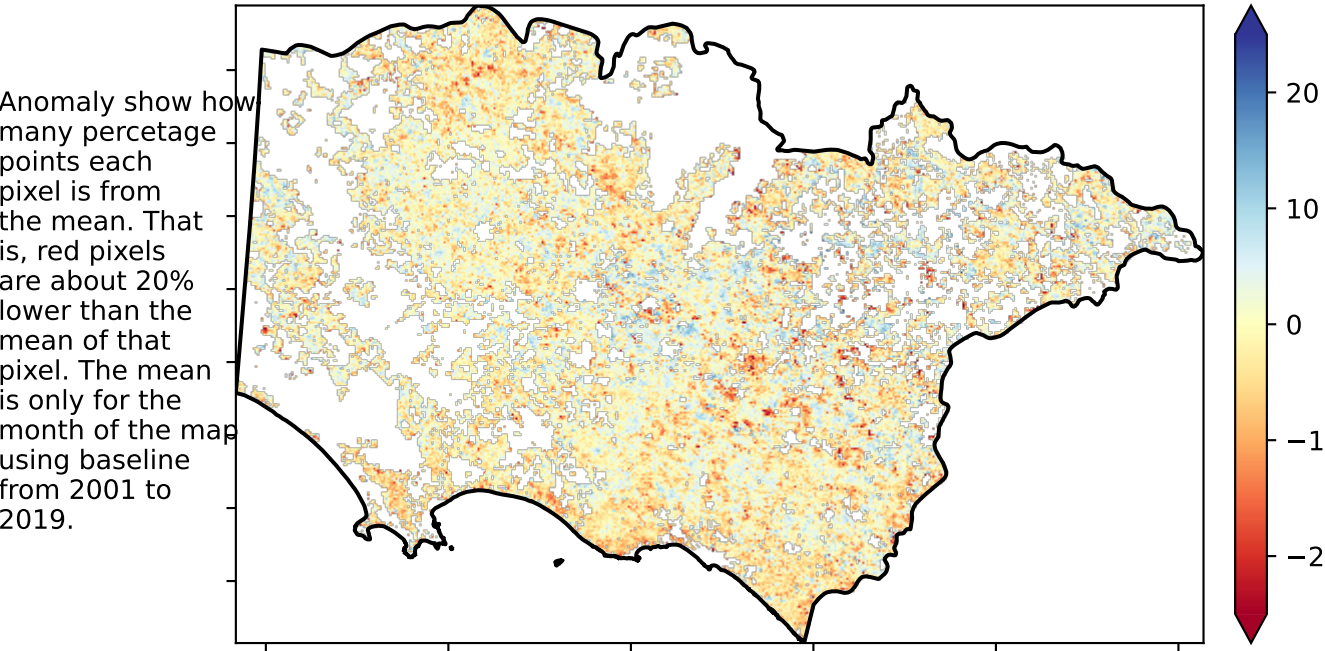 Anomaly show how
many percetage
points each
pixel is from
the mean. That
is, red pixels
are about 20%
lower than the
mean of that
pixel. The mean
is only for the
month of the map
using baseline
from 2001 to
2019.
20
10
0
−1
−2